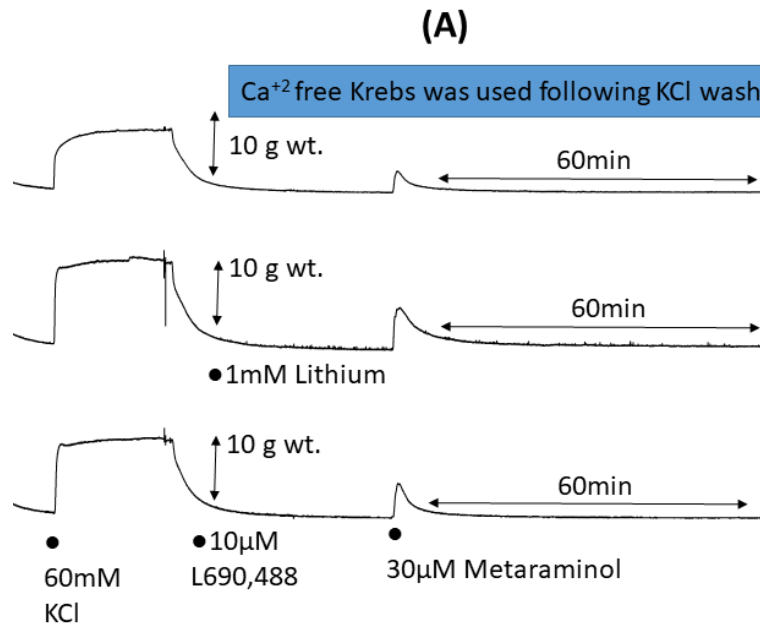 (A)
Ca+2 free Krebs was used following KCl wash
10 g wt.
60min
10 g wt.
60min
●1mM Lithium
10 g wt.
60min
●10µM
L690,488
●
60mM
KCl
●
30µM Metaraminol